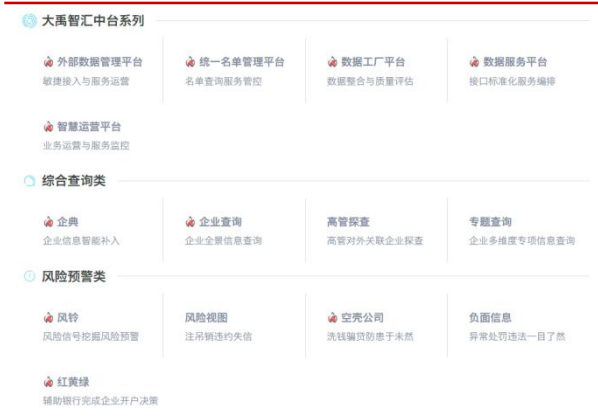 大禹智汇中台系列
外部数据管理平台 统一名单管理平台 数据工厂平台 数据服务平台
敏捷接入与服务运营 名单查询服务管控 数据整合与质量评估 接口标准化服务编排
智慧运营平台
业务运营与服务监控
综合查询类
企典 企业查询 高管探查 专题查询
企业信息智能补入 企业全景信息查询 高管对外关联企业探查 企业多维度专项信息查询
风险预警类
风铃 风险视图 空壳公司 负面信息
风险信号挖掘风险预警 注吊销违约失信 洗钱骗贷防患于未然 异常处罚违法一目了然
红黄绿
辅助银行完成企业开户决策